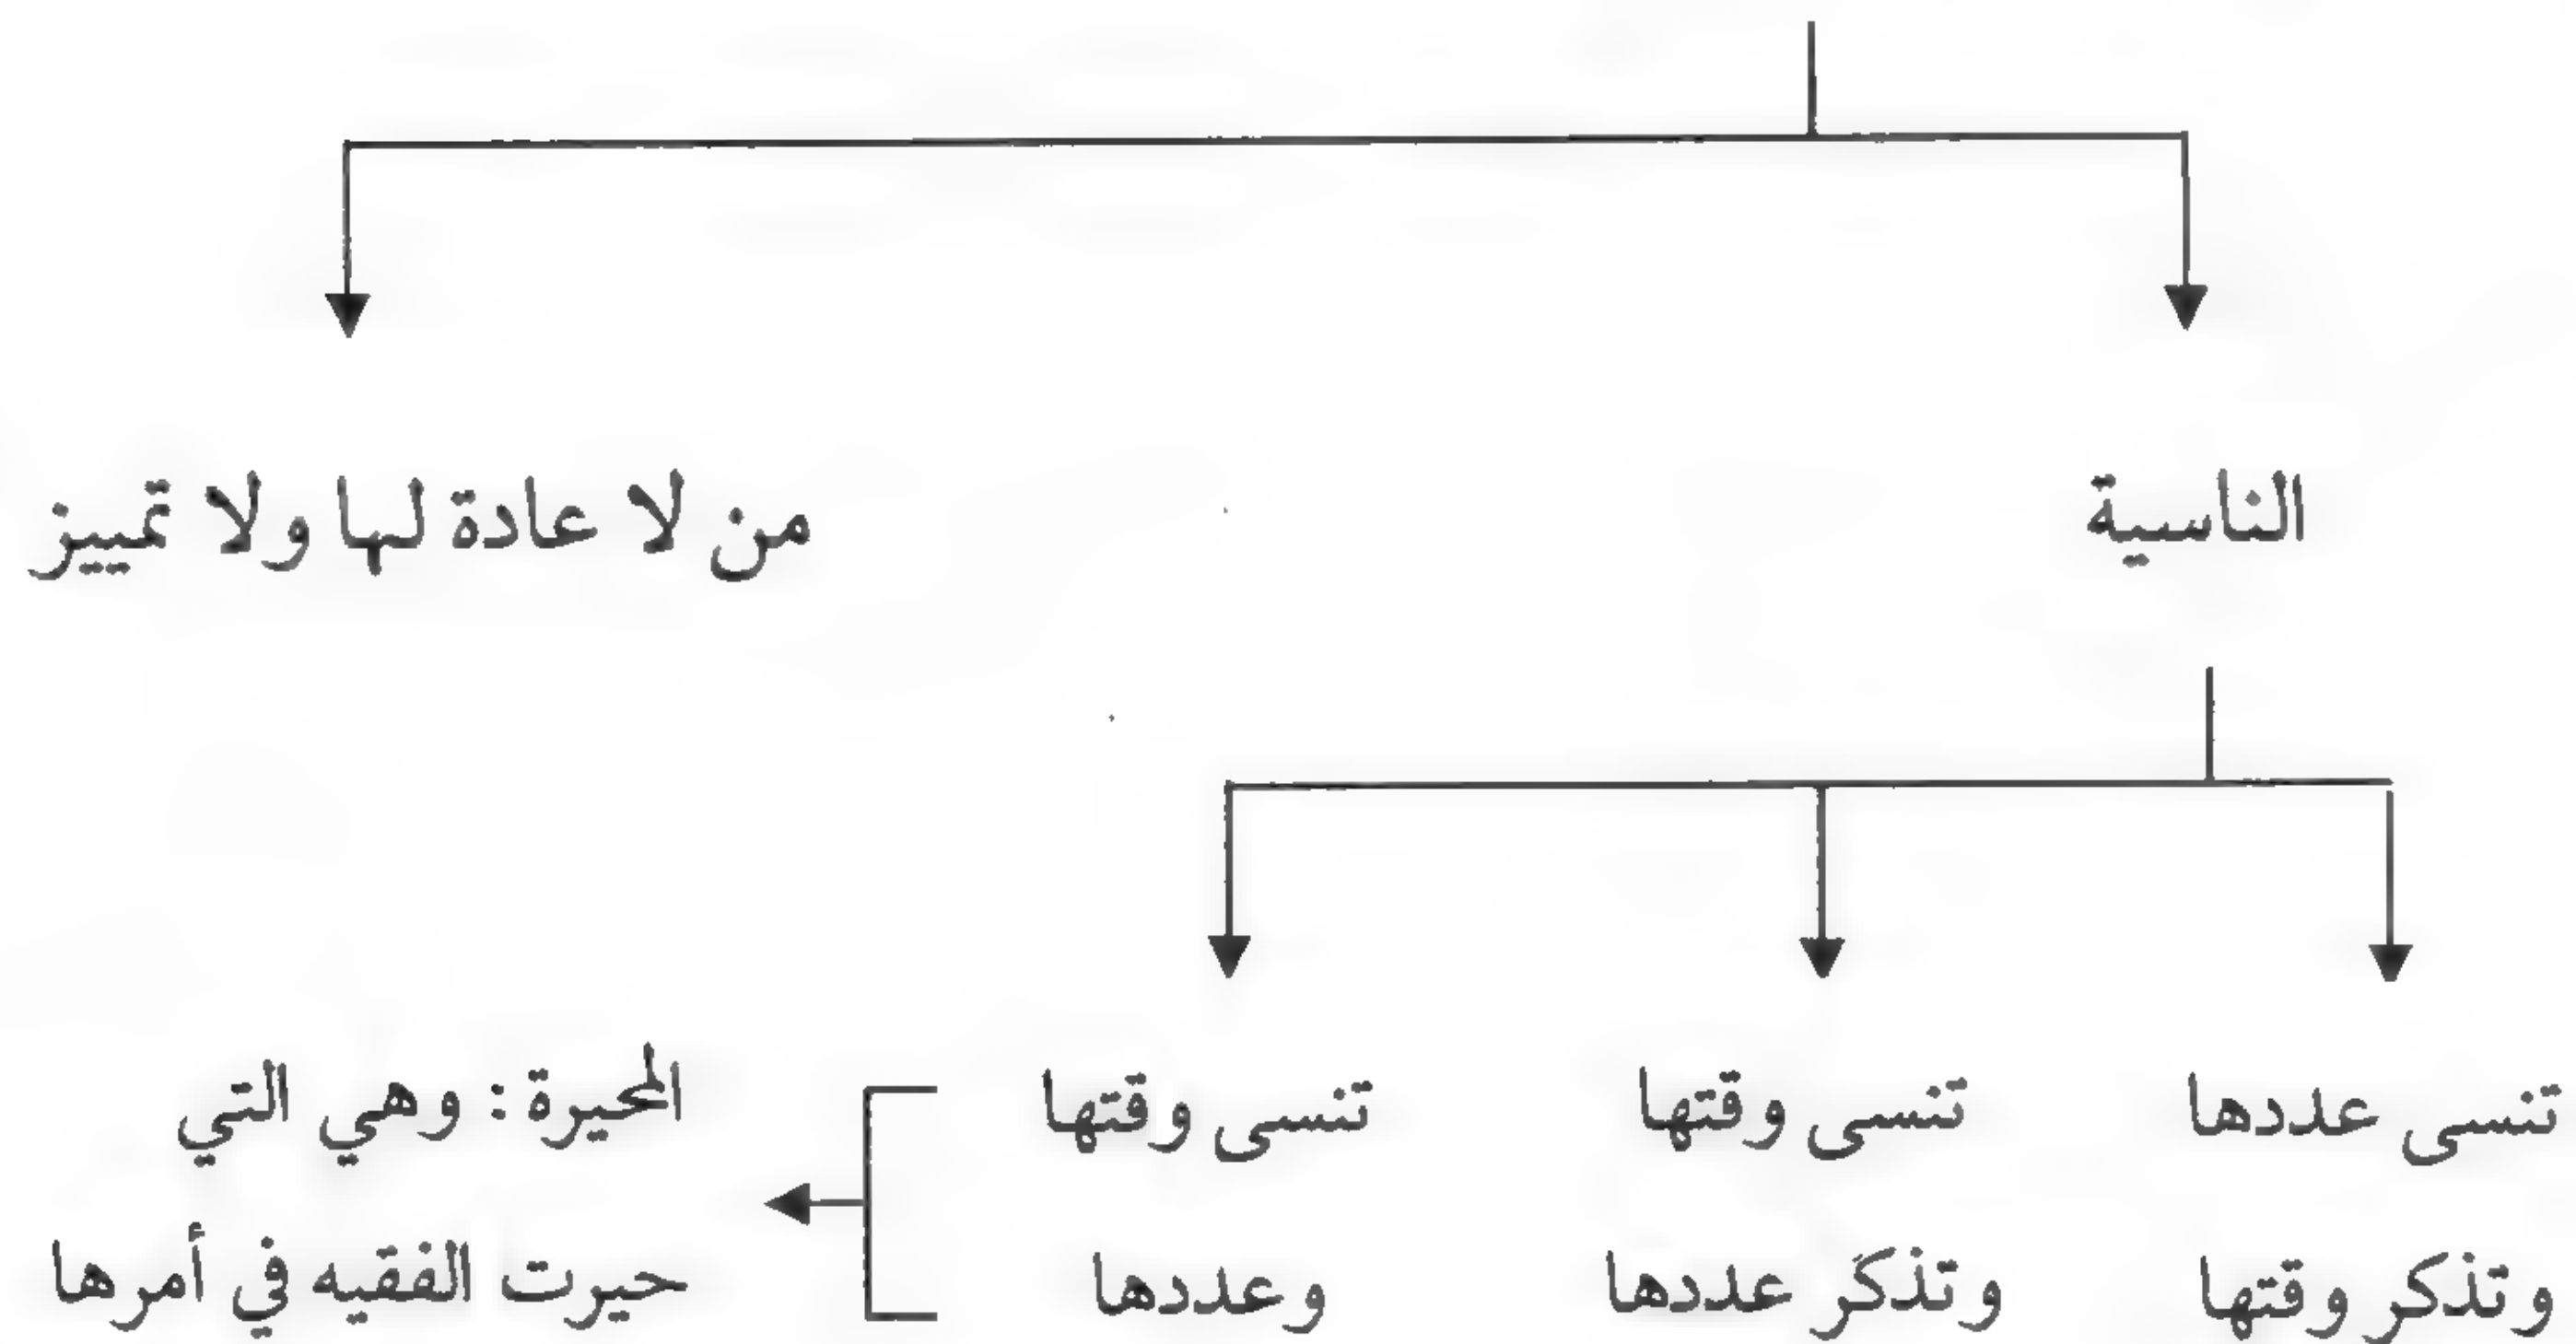 الناسية
من لا عادة لها ولا تمييز
تنسى عددها
وتذكر وقتها
تنسى وقتها
وتذكر عددها
تنسى وقتها
وعددها
المحيرة: وهي التي
حيرت الفقيه في أمرها